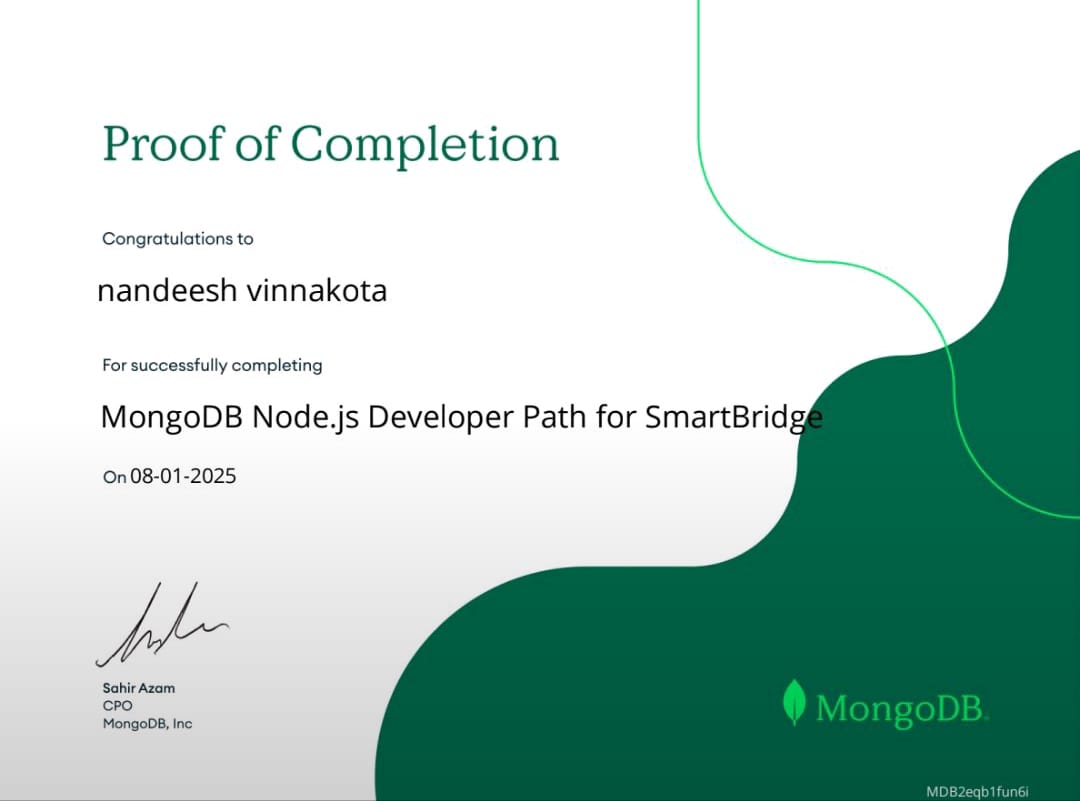 Proof of Completion
Congratulations to
nandeesh vinnakota
For successfully completing
MongoDB Node.js Developer Path for SmartBridge
On 08-01-2025
Sahir Azam
CPO
MongoDB, Inc
MongoDB.
MDB2eqb1fun6i